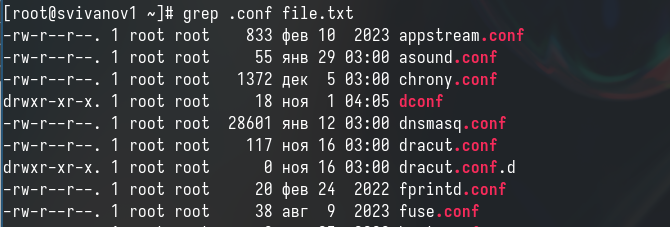 [root@svivanov1 ~]# grep .conf file.txt
-rw-r--r--. 1 root root    833 фев 10  2023 appstream.conf
-rw-r--r--. 1 root root     55 янв 29 03:00 asound.conf
-rw-r--r--. 1 root root   1372 дек  5 03:00 chrony.conf
drwxr-xr-x. 1 root root     18 ноя  1 04:05 dconf
-rw-r--r--. 1 root root  28601 янв 12 03:00 dnsmasq.conf
-rw-r--r--. 1 root root    117 ноя 16 03:00 dracut.conf
drwxr-xr-x. 1 root root      0 ноя 16 03:00 dracut.conf.d
-rw-r--r--. 1 root root     20 фев 24  2022 fprintd.conf
-rw-r--r--. 1 root root     38 авг  9  2023 fuse.conf